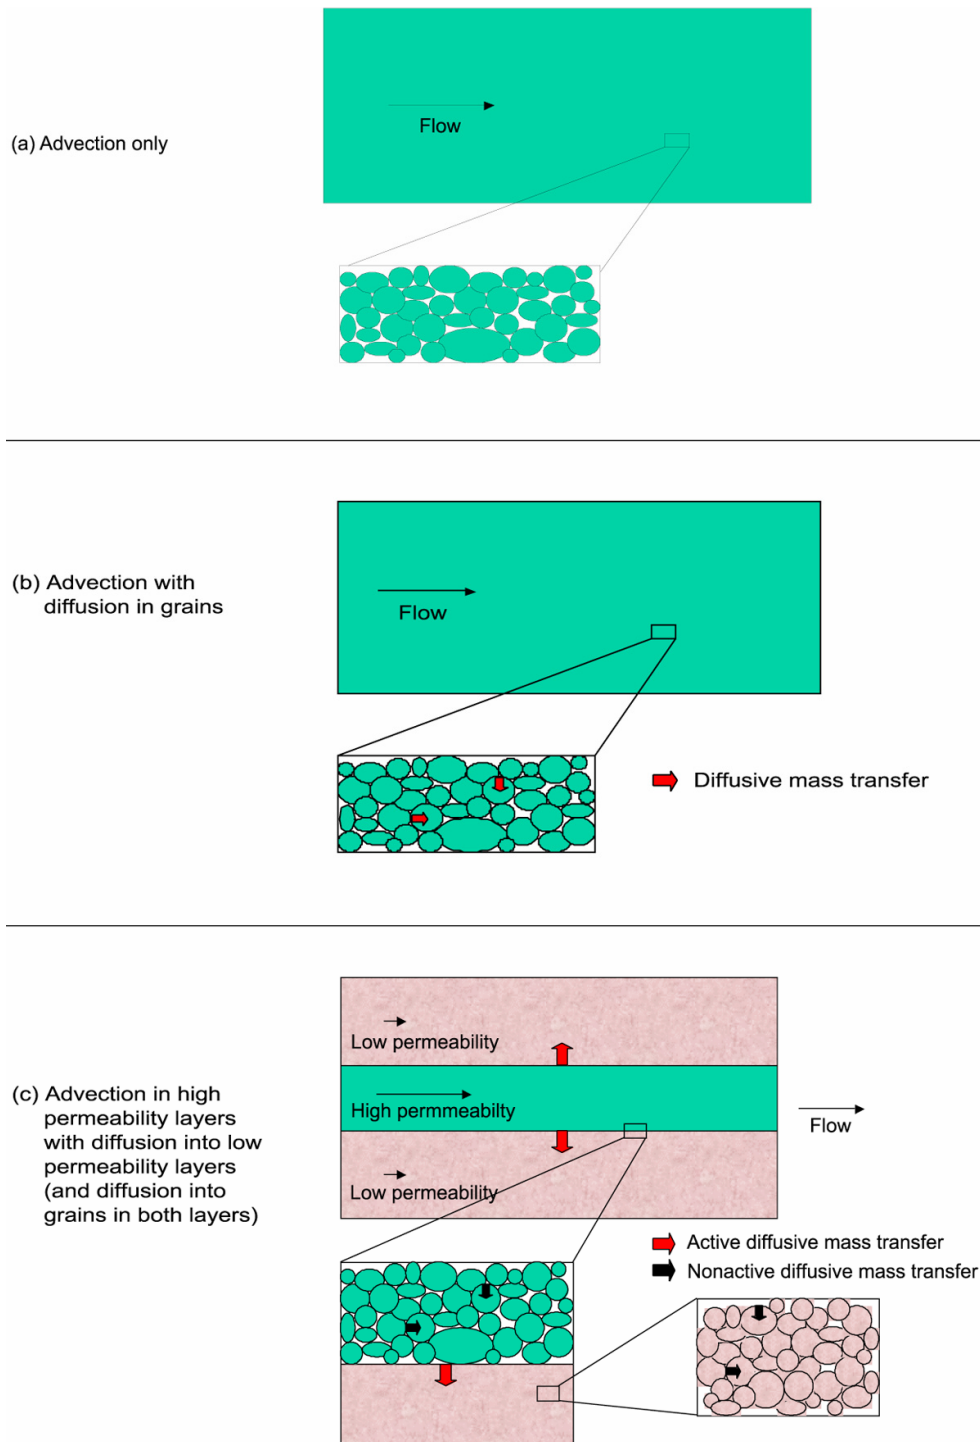 (a) Advection only
Flow
(b) Advection with
diffusion in grains
Flow
Diffusive mass transfer
(c) Advection in high
permeability layers
with diffusion into low
permeability layers
(and diffusion into
grains in both layers)
Low permeability
High permmeabilty
Low permeability
Flow
Active diffusive mass transfer
Nonactive diffusive mass transfer